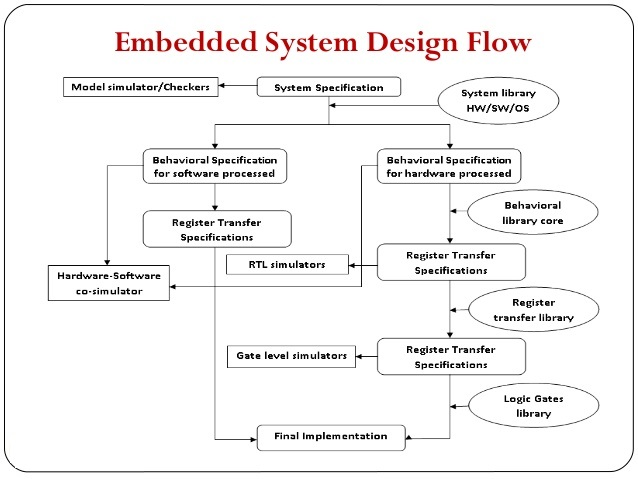 Embedded System Design Flow
Model simulator/Checkers
System Specification
System library
HW/SW/OS
Behavioral Specification
for software processed
Behavioral Specification
for hardware processed
Behavioral
library core
Register Transfer
Specifications
RTL simulators
Register Transfer
Specifications
Hardware-Software
co-simulator
Register
transfer library
Gate level simulators
Register Transfer
Specifications
Logic Gates
library
Final Implementation